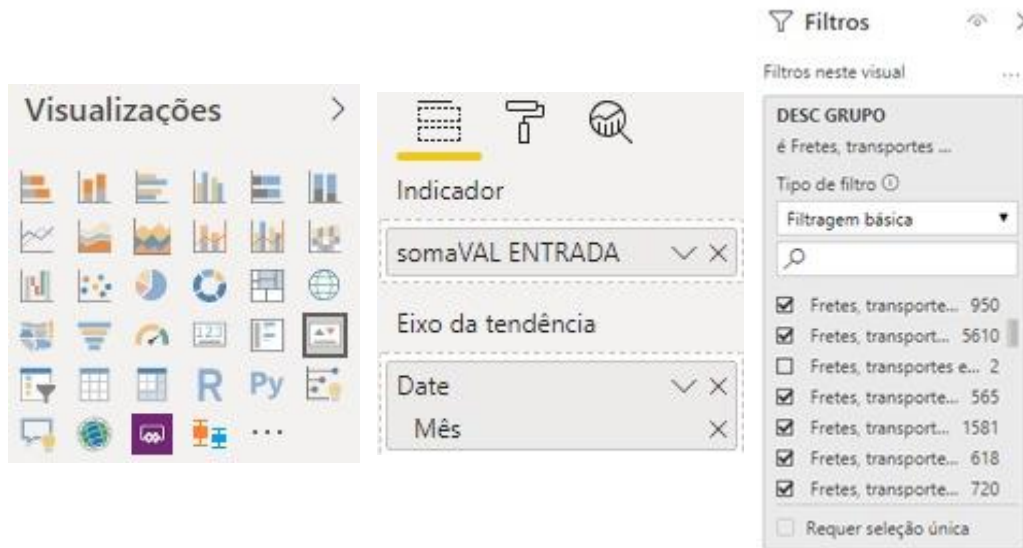 Visualizações
123
R
Py
...
Indicador
somaVAL ENTRADA
Eixo da tendência
Date
Mês
Filtros
Filtros neste visual
...
DESC GRUPO
é Fretes, transportes ...
Tipo de filtro
Filtragem básica
Fretes, transporte... 950
Fretes, transport... 5610
Fretes, transportes e... 2
Fretes, transporte... 565
Fretes, transport... 1581
Fretes, transporte... 618
Fretes, transporte... 720
Requer seleção única